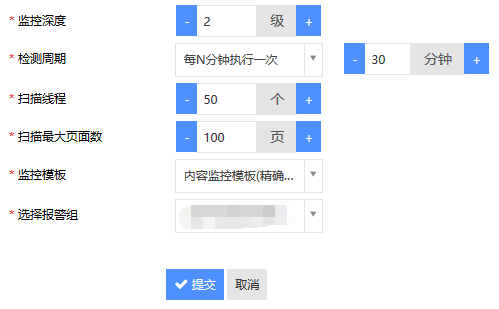 * 监控深度 - 2 级 +
* 检测周期 每N分钟执行一次 - 30 分钟 +
* 扫描线程 - 50 个 +
* 扫描最大页面数 - 100 页 +
* 监控模板 内容监控模板(精确...
* 选择报警组
提交 取消